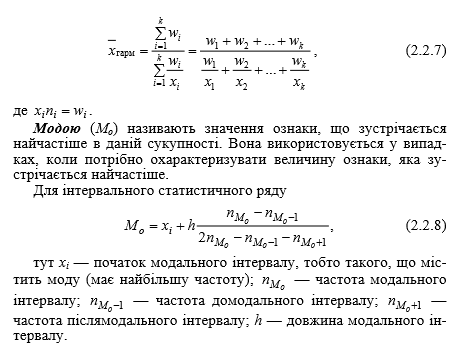 x̄гарм = (∑_{i=1}^{k} w_i) / (∑_{i=1}^{k} w_i/x_i) = (w_1 + w_2 + ... + w_k) / (w_1/x_1 + w_2/x_2 + ... + w_k/x_k), (2.2.7)
де x_i n_i = w_i.
Модою (M_o) називають значення ознаки, що зустрічається
найчастіше в даній сукупності. Вона використовується у випад-
ках, коли потрібно охарактеризувати величину ознаки, яка зу-
стрічається найчастіше.
Для інтервального статистичного ряду
M_o = x_i + h (n_{M_o} − n_{M_o−1}) / (2n_{M_o} − n_{M_o−1} − n_{M_o+1}), (2.2.8)
тут x_i — початок модального інтервалу, тобто такого, що міс-
тить моду (має найбільшу частоту); n_{M_o} — частота модального
інтервалу; n_{M_o−1} — частота домодального інтервалу; n_{M_o+1} —
частота післямодального інтервалу; h — довжина модального ін-
тервалу.